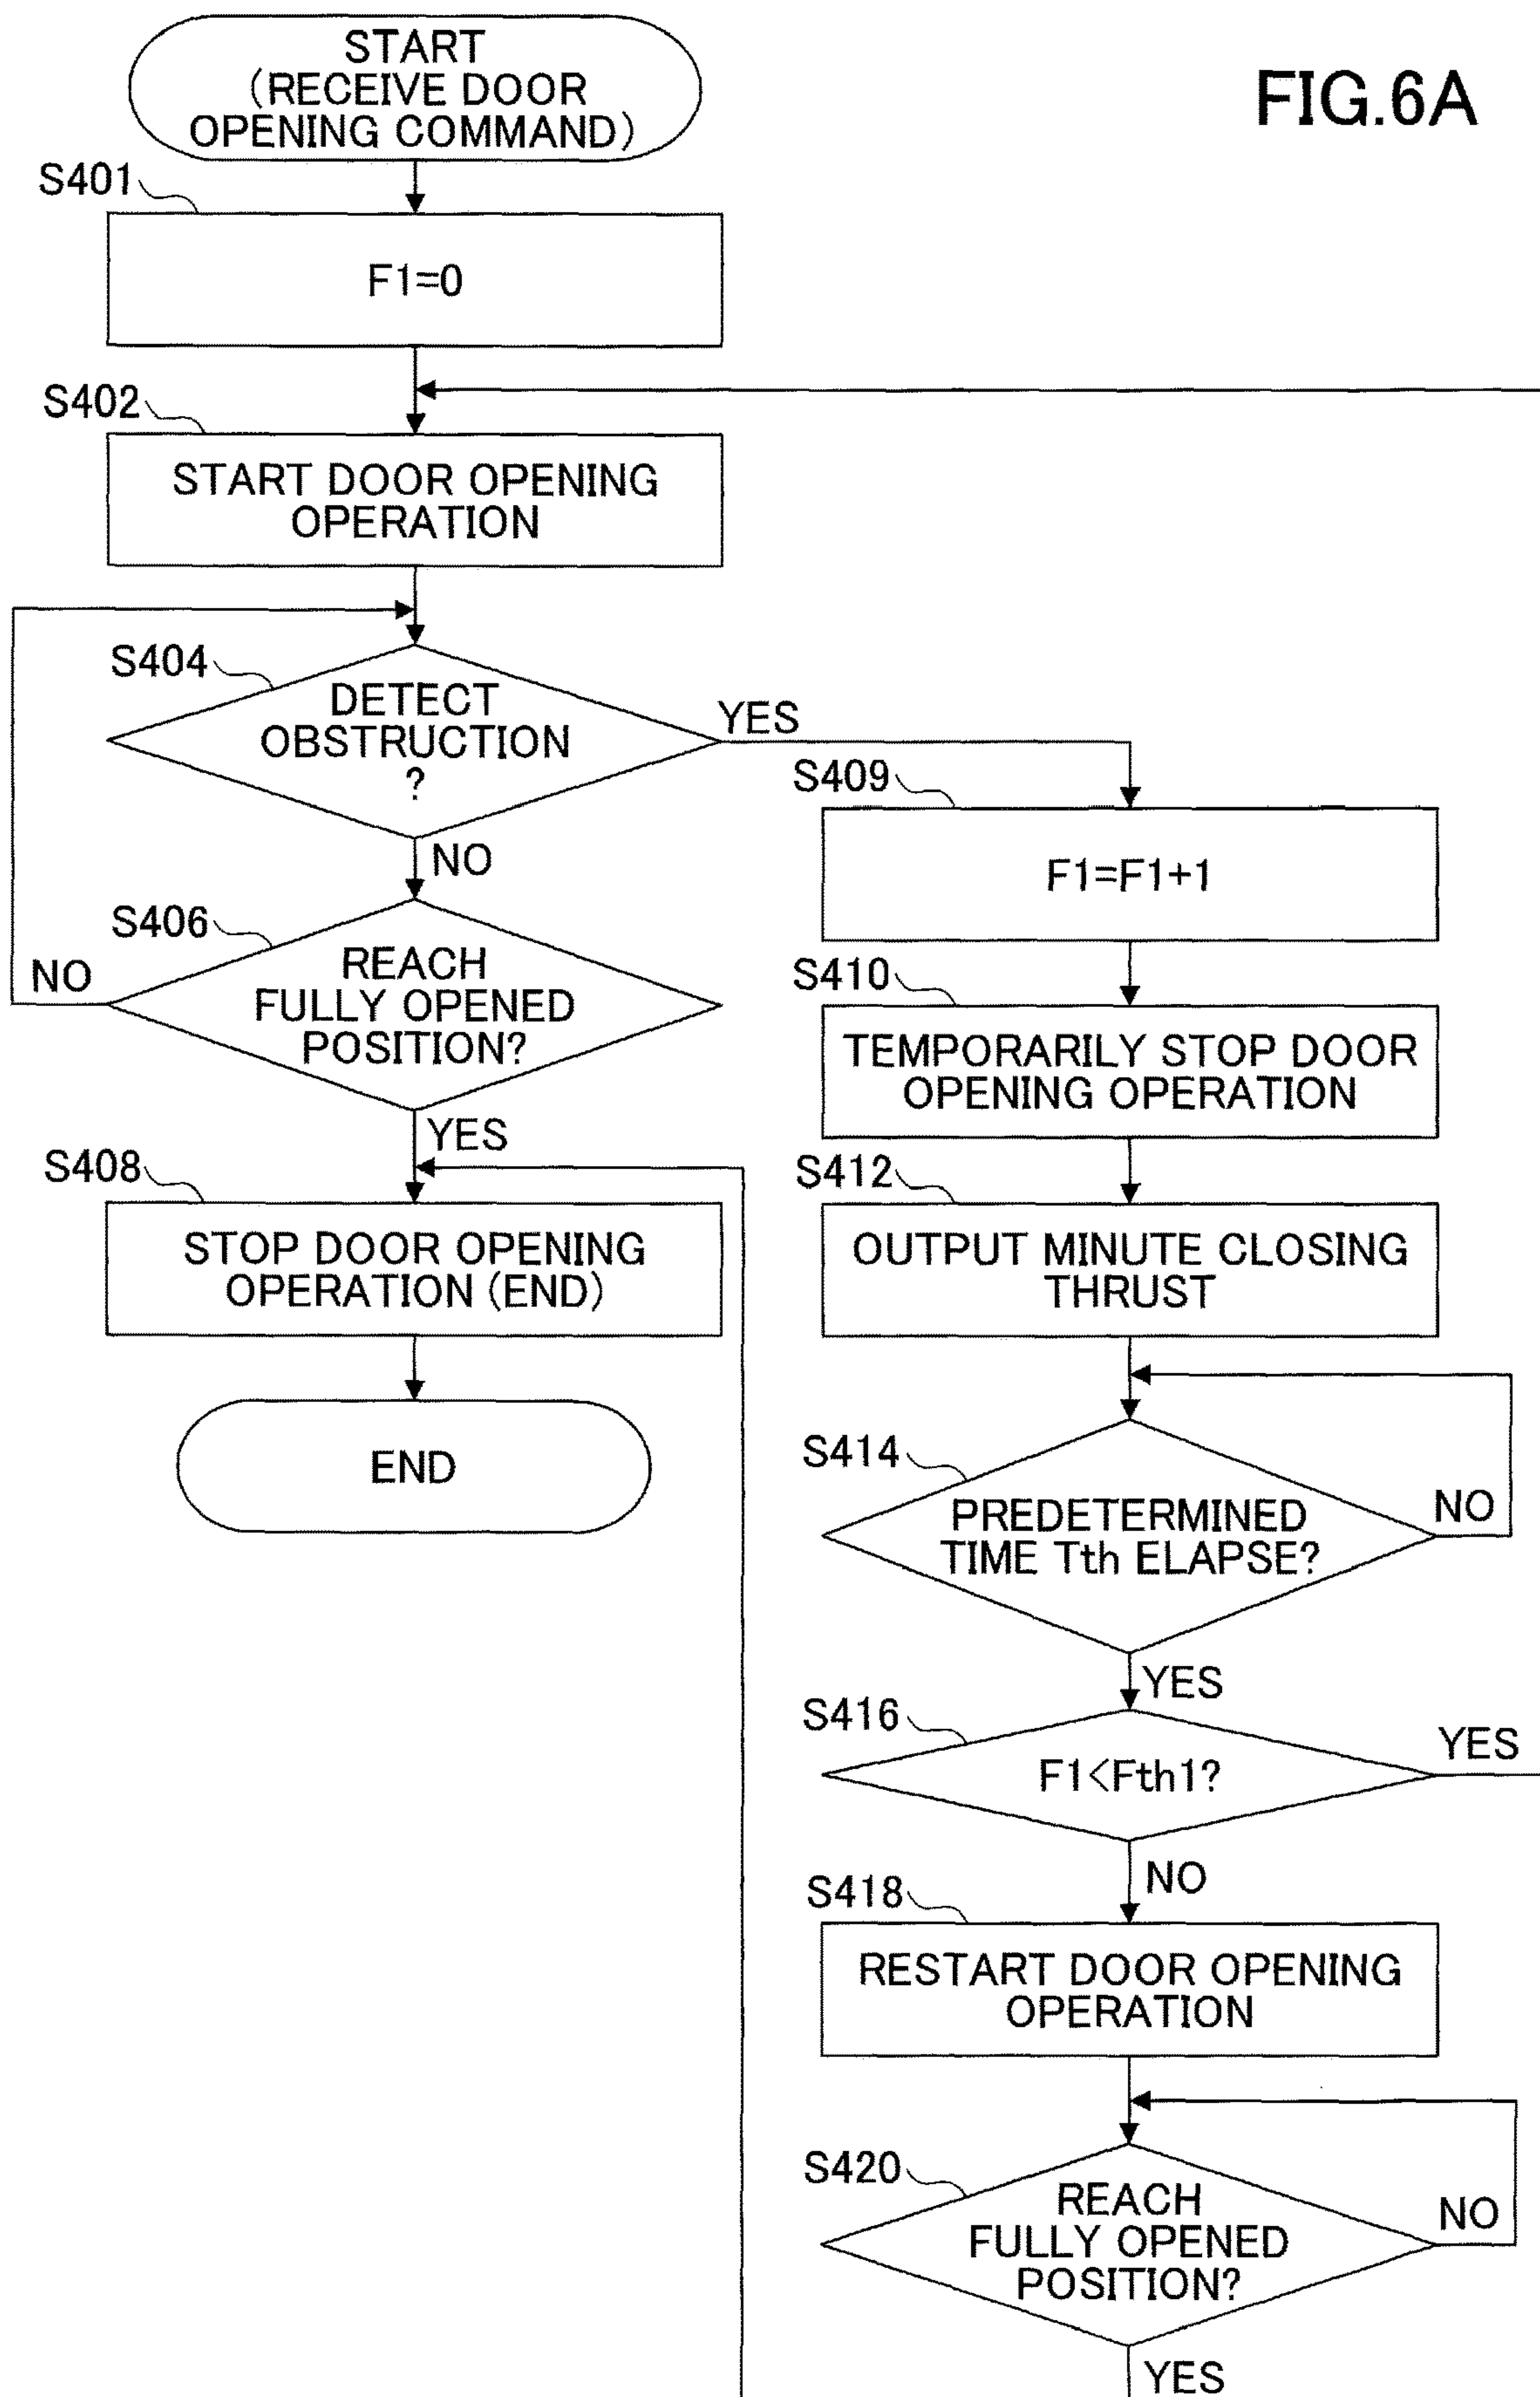 FIG.6A
START
(RECEIVE DOOR
OPENING COMMAND)
S401
F1=0
S402
START DOOR OPENING
OPERATION
S404
DETECT
OBSTRUCTION
?
YES
NO
S406
REACH
FULLY OPENED
POSITION?
NO
YES
S408
STOP DOOR OPENING
OPERATION (END)
END
S409
F1=F1+1
S410
TEMPORARILY STOP DOOR
OPENING OPERATION
S412
OUTPUT MINUTE CLOSING
THRUST
S414
PREDETERMINED
TIME Tth ELAPSE?
NO
YES
S416
F1<Fth1?
YES
NO
S418
RESTART DOOR OPENING
OPERATION
S420
REACH
FULLY OPENED
POSITION?
NO
YES